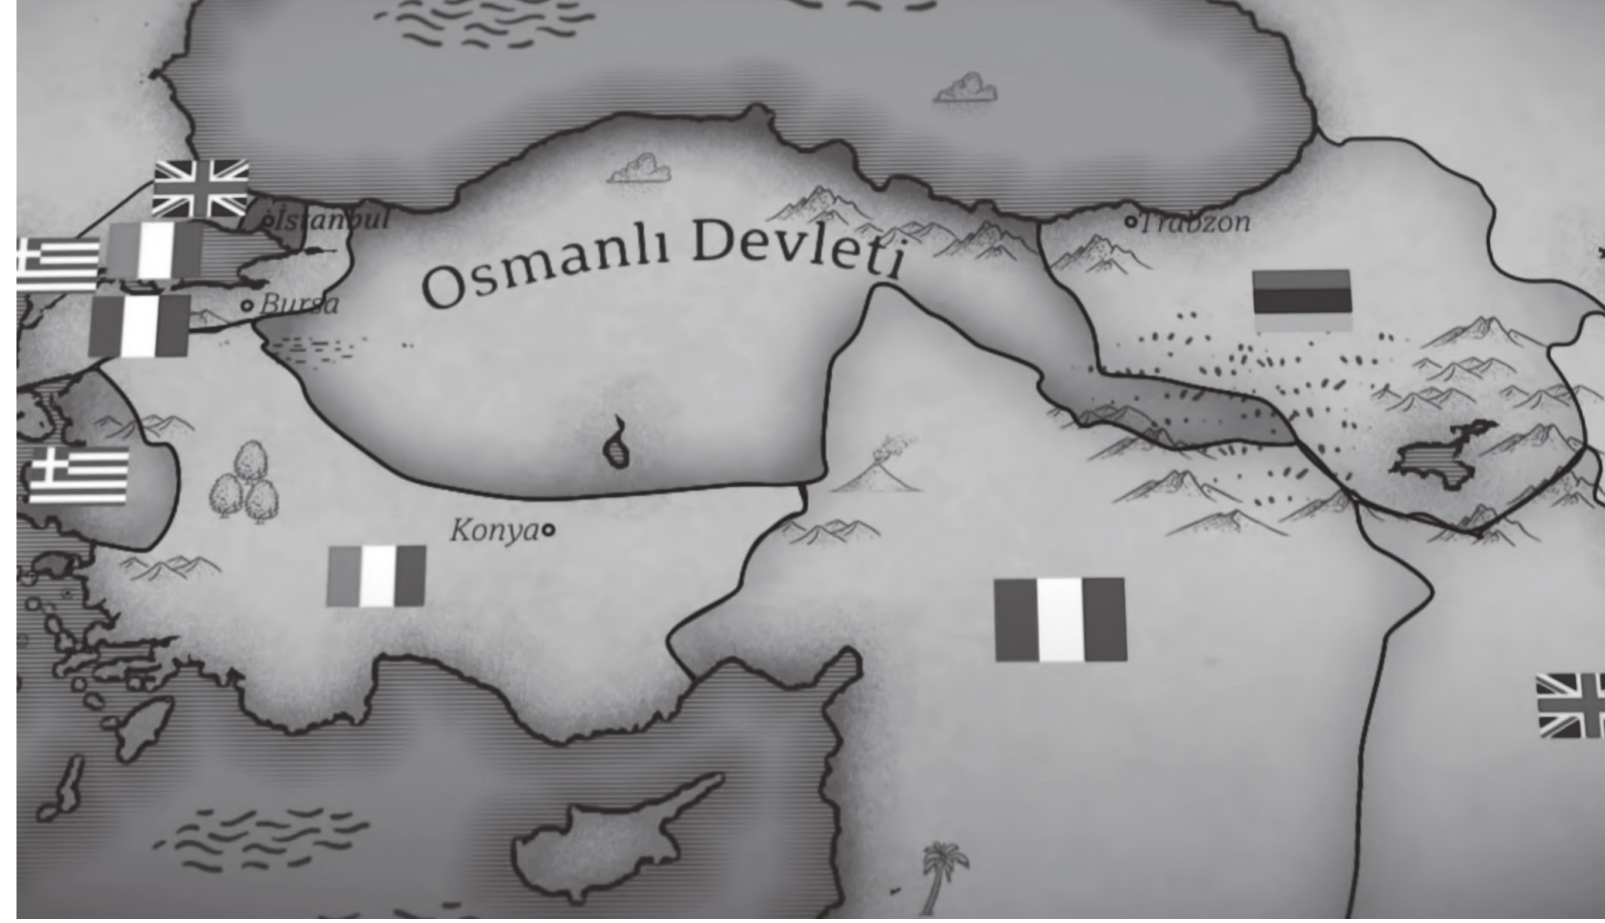 İstanbul
Trabzon
Osmanlı Devleti
Bursa
Konya